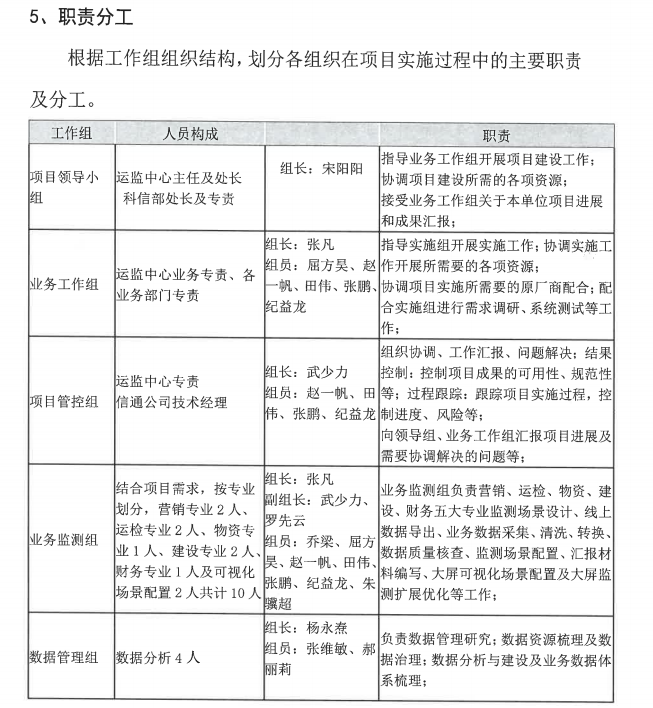 5、职责分工
根据工作组组织结构，划分各组织在项目实施过程中的主要职责
及分工。
工作组 人员构成 职责
项目领导小
组
运监中心主任及处长
科信部处长及专责
组长：宋阳阳
指导业务工作组开展项目建设工作；
协调项目建设所需的各项资源；
接受业务工作组关于本单位项目进展
和成果汇报；
业务工作组
运监中心业务专责、各
业务部门专责
组长：张凡
组员：屈方昊、赵
一帆、田伟、张鹏、
纪益龙
指导实施组开展实施工作；协调实施工
作开展所需要的各项资源；
协调项目实施所需要的原厂商配合；配
合实施组进行需求调研、系统测试等工
作；
项目管控组
运监中心专责
信通公司技术经理
组长：武少力
组员：赵一帆、田
伟、张鹏、纪益龙
组织协调、工作汇报、问题解决；结果
控制：控制项目成果的可用性、规范性
等；过程跟踪：跟踪项目实施过程，控
制进度、风险等；
向领导组、业务工作组汇报项目进展及
需要协调解决的问题等；
业务监测组
结合项目需求，按专业
划分，营销专业2人、
运检专业2人、物资专
业1人、建设专业2人、
财务专业1人及可视化
场景配置2人共计10人
组长：张凡
副组长：武少力、
罗先云
组员：乔梁、屈方
昊、赵一帆、田伟、
张鹏、纪益龙、朱
骥超
业务监测组负责营销、运检、物资、建
设、财务五大专业监测场景设计、线上
数据导出、业务数据采集、清洗、转换、
数据质量核查、监测场景配置、汇报材
料编写、大屏可视化场景配置及大屏监
测扩展优化等工作；
数据管理组
数据分析4人
组长：杨永焘
组员：张维敏、郝
丽莉
负责数据管理研究；数据资源梳理及数
据治理；数据分析与建设及业务数据体
系梳理；